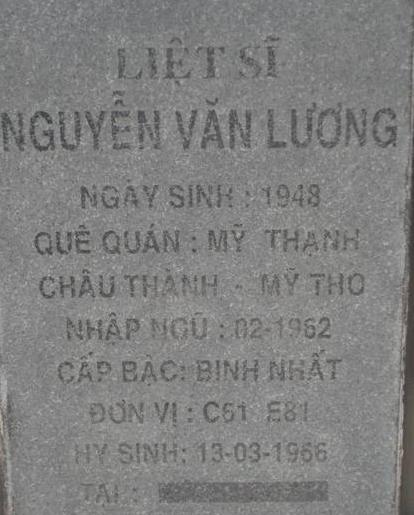 LIỆT SĨ
NGUYỄN VĂN LƯƠNG
NGÀY SINH : 1948
QUÊ QUÁN : MỸ THẠNH
CHÂU THÀNH - MỸ THO
NHẬP NGŨ : 02-1962
CẤP BẬC: BINH NHẤT
ĐƠN VỊ : C61 E81
HY SINH: 13-03-1966
TẠI :